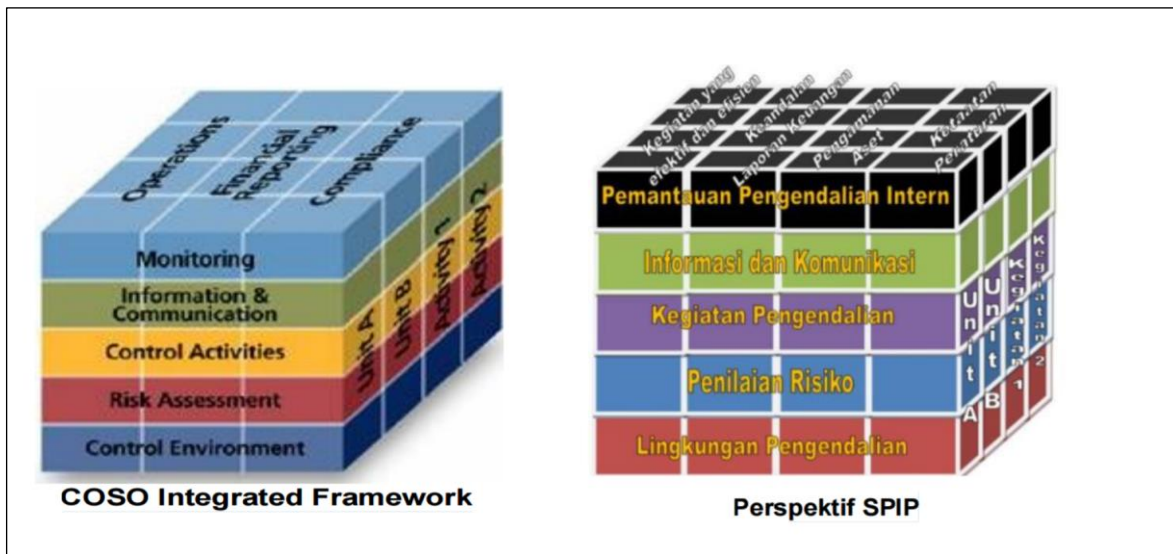 Operations
Financial
Reporting
Compliance
Monitoring
Information &
Communication
Control Activities
Risk Assessment
Control Environment
Unit A
Unit B
Activity 1
Activity 2
COSO Integrated Framework
Kegiatan yang
efektif dan efisien
Keandalan
Laporan Keuangan
Pengamanan
Aset
Ketaatan
Peraturan
Pemantauan Pengendalian Intern
Informasi dan Komunikasi
Kegiatan Pengendalian
Penilaian Risiko
Lingkungan Pengendalian
Unit A
Unit B
Kegiatan 1
Kegiatan 2
Perspektif SPIP